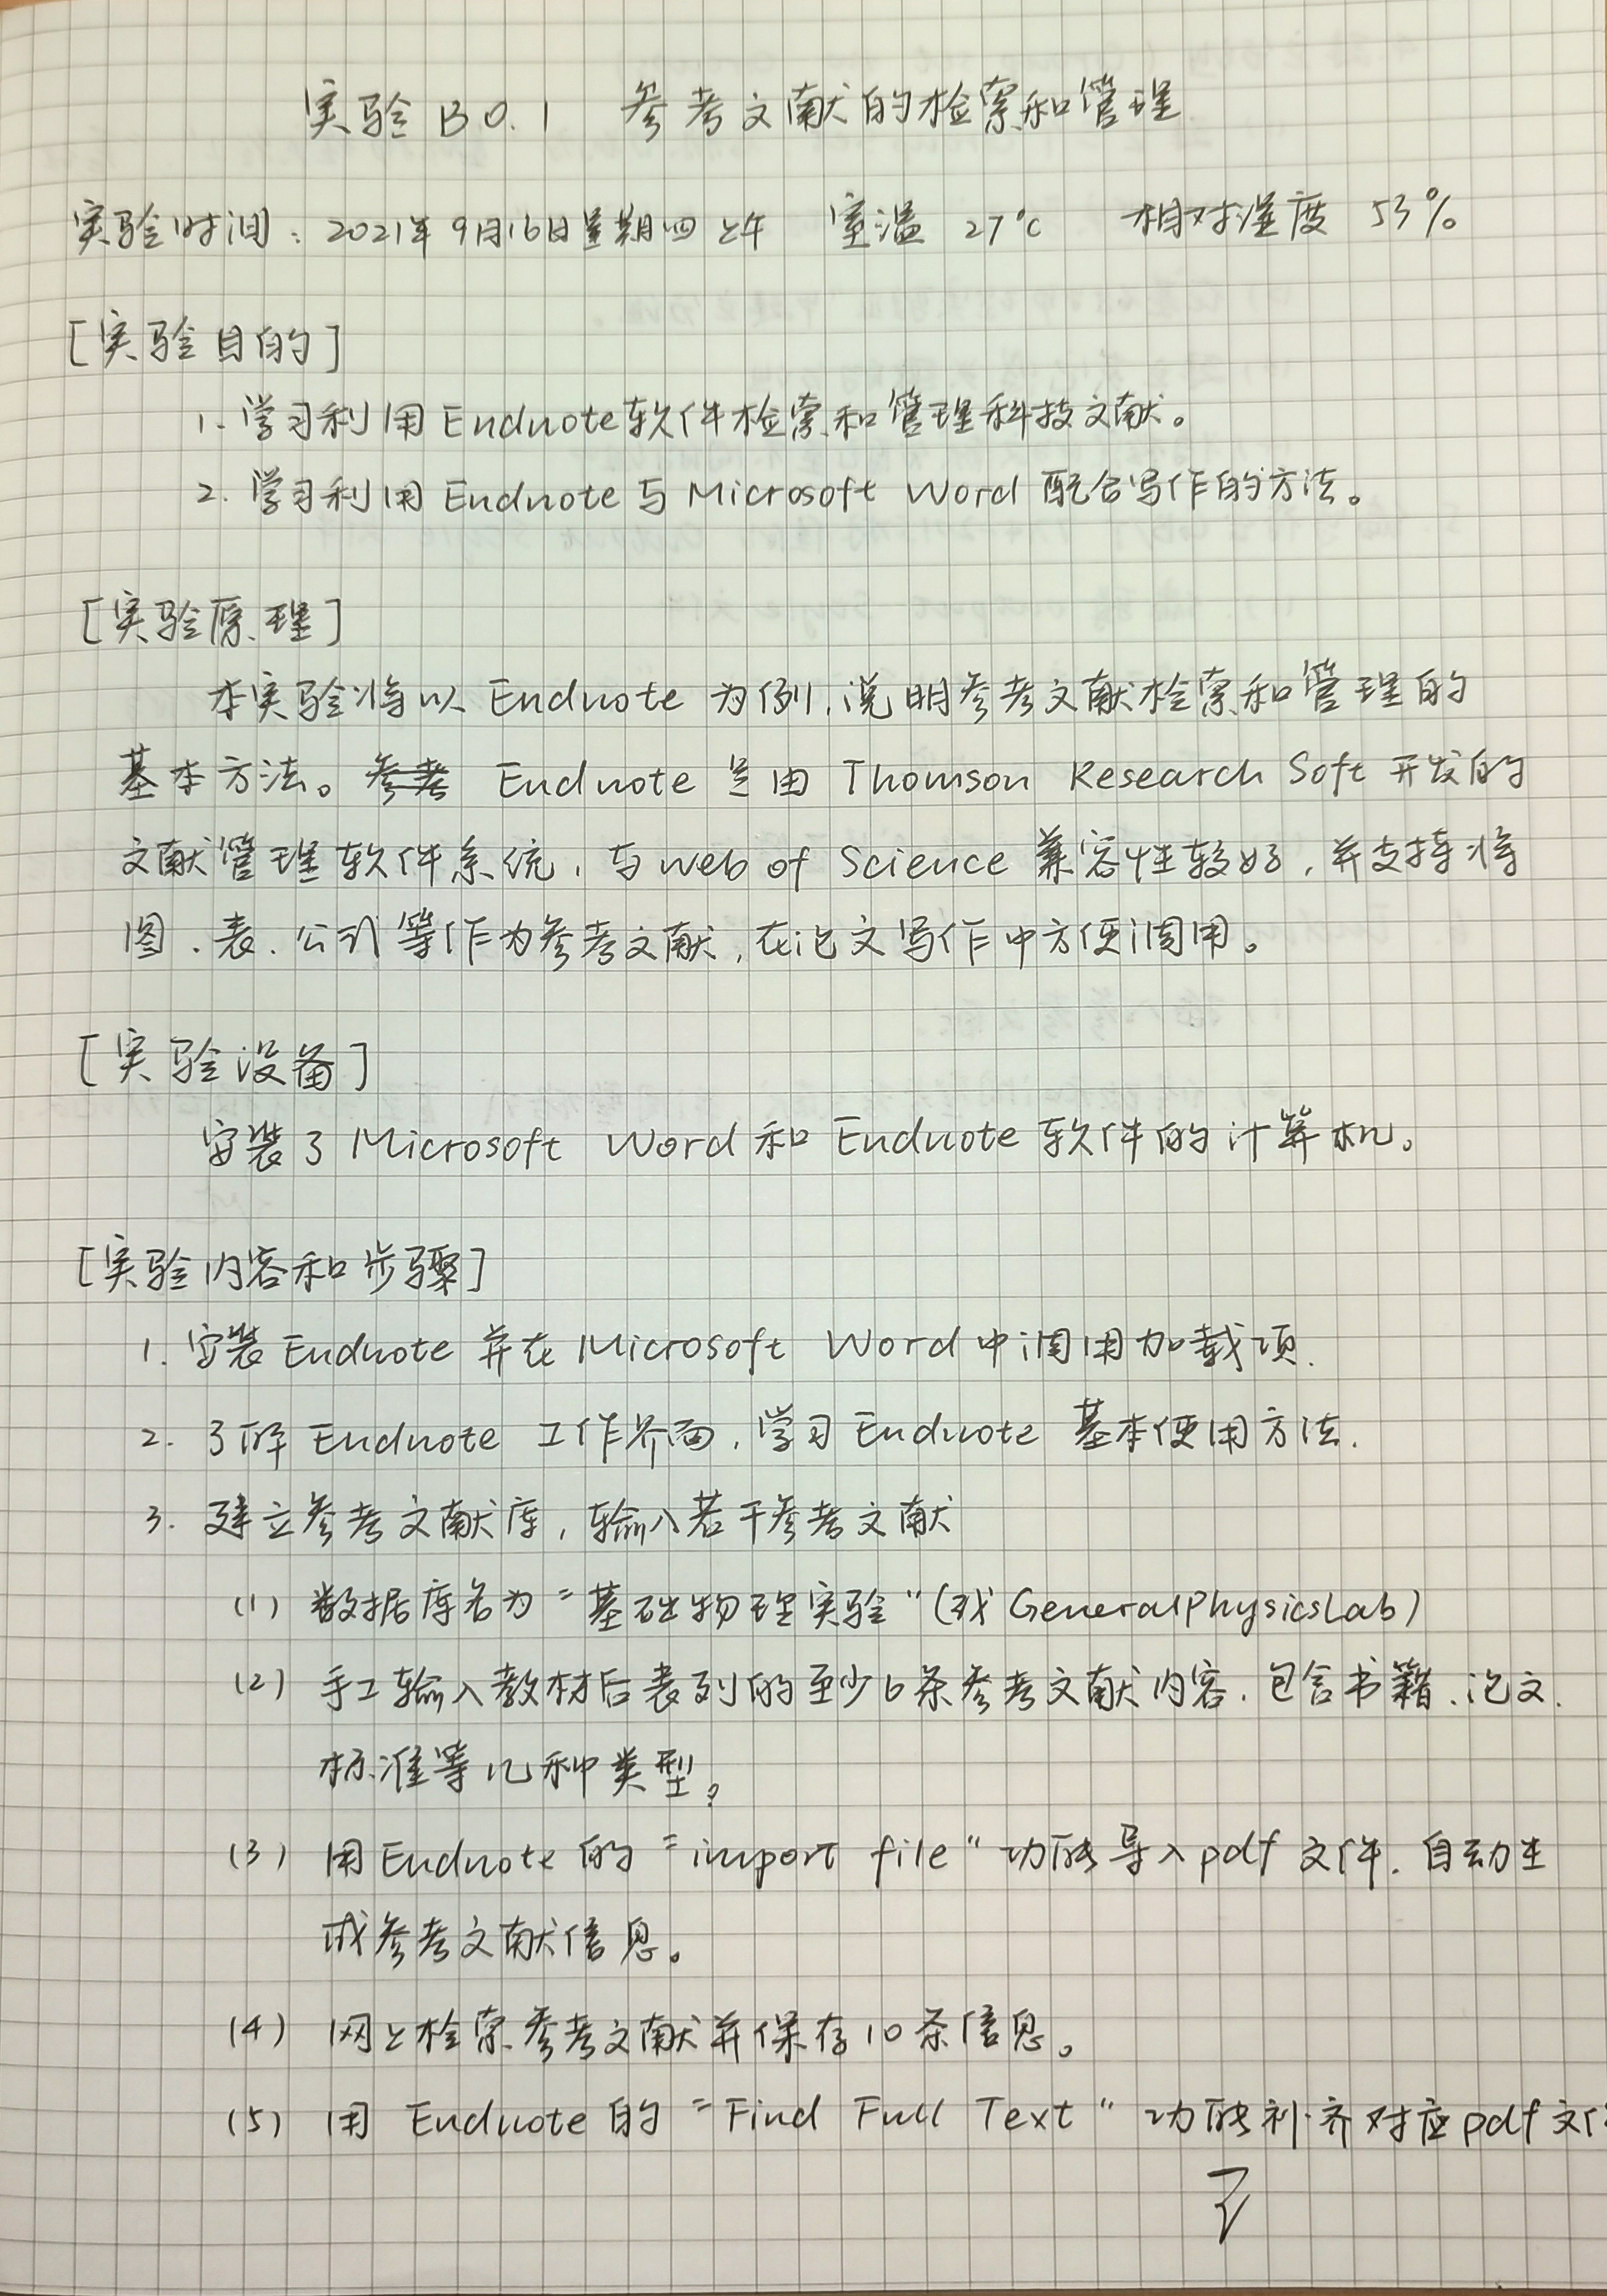 实验B0.1 参考文献的检索和管理
实验时间：2021年9月16日星期四上午 室温 27℃ 相对湿度 53%
[实验目的]
1. 学习利用Endnote软件检索和管理科技文献。
2. 学习利用Endnote与Microsoft Word配合写作的方法。
[实验原理]
本实验将以Endnote为例，说明参考文献检索和管理的
基本方法。 Endnote是由Thomson Research Soft开发的
文献管理软件系统，与web of Science兼容性较好，并支持将
图、表、公式等作为参考文献，在论文写作中方便调用。
[实验设备]
安装了Microsoft Word和Endnote软件的计算机。
[实验内容和步骤]
1. 安装Endnote并在Microsoft Word中调用加载项.
2. 了解Endnote工作界面，学习Endnote基本使用方法.
3. 建立参考文献库，输入若干参考文献
(1) 数据库名为“基础物理实验”(或GeneralPhysicsLab)
(2) 手工输入教材后表列的至少6条参考文献内容，包含书籍、论文、
标准等几种类型。
(3) 用Endnote的“import file”功能导入pdf文件，自动生
成参考文献信息。
(4) 网上检索参考文献并保存10条信息。
(5) 用Endnote的“Find Full Text”功能补齐对应pdf文件